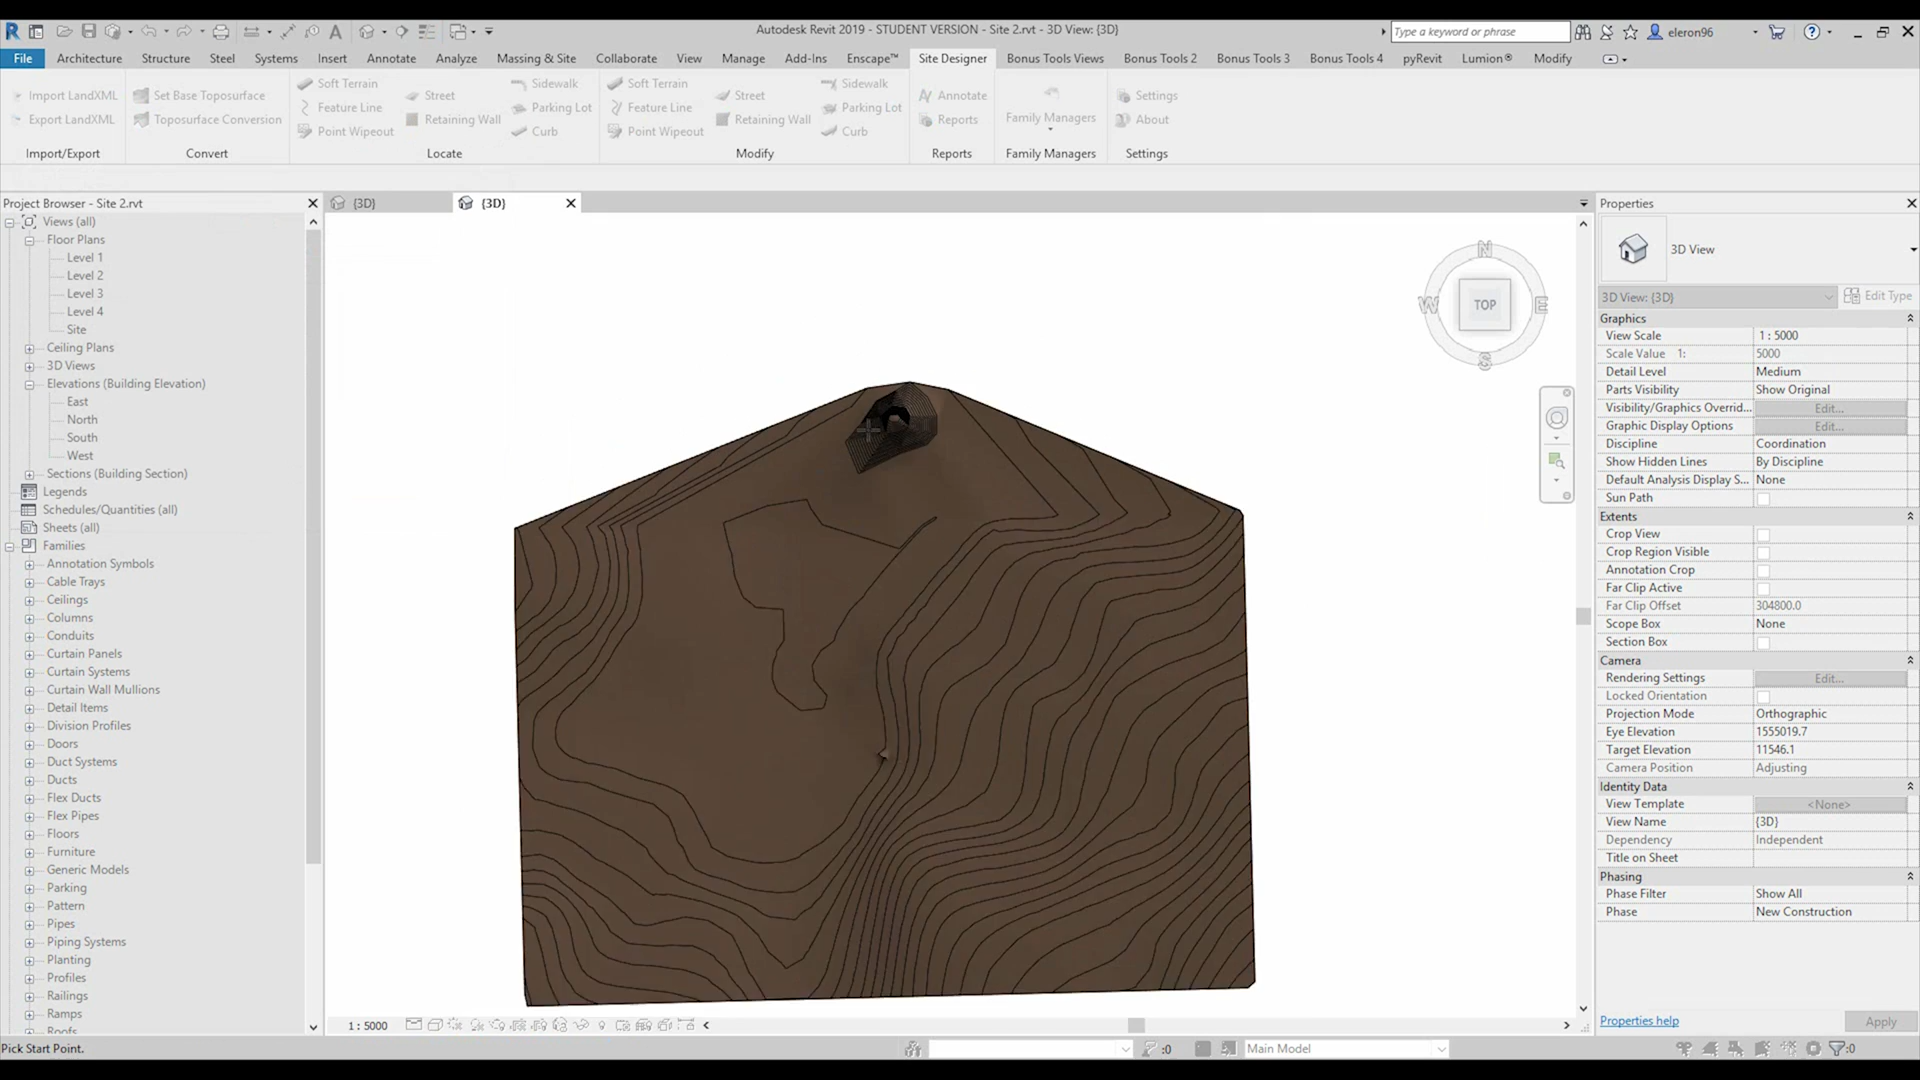 Autodesk Revit 2019 - STUDENT VERSION - Site 2.rvt - 3D View: {3D}
Type a keyword or phrase
eleron96
File Architecture Structure Steel Systems Insert Annotate Analyze Massing & Site Collaborate View Manage Add-Ins Enscape™ Site Designer Bonus Tools Views Bonus Tools 2 Bonus Tools 3 Bonus Tools 4 pyRevit Lumion® Modify
Import LandXML
Export LandXML
Import/Export
Set Base Toposurface
Toposurface Conversion
Convert
Soft Terrain
Feature Line
Point Wipeout
Street
Retaining Wall
Sidewalk
Parking Lot
Curb
Locate
Soft Terrain
Feature Line
Point Wipeout
Street
Retaining Wall
Sidewalk
Parking Lot
Curb
Modify
Annotate
Reports
Reports
Family Managers
Family Managers
Settings
About
Settings
Project Browser - Site 2.rvt
Views (all)
Floor Plans
Level 1
Level 2
Level 3
Level 4
Site
Ceiling Plans
3D Views
Elevations (Building Elevation)
East
North
South
West
Sections (Building Section)
Legends
Schedules/Quantities (all)
Sheets (all)
Families
Annotation Symbols
Cable Trays
Ceilings
Columns
Conduits
Curtain Panels
Curtain Systems
Curtain Wall Mullions
Detail Items
Division Profiles
Doors
Duct Systems
Ducts
Flex Ducts
Flex Pipes
Floors
Furniture
Generic Models
Parking
Pattern
Pipes
Piping Systems
Planting
Profiles
Railings
Ramps
Roofs
{3D}
{3D}
N
W
TOP
E
S
Properties
3D View
3D View: {3D}
Edit Type
Graphics
View Scale 1 : 5000
Scale Value 1: 5000
Detail Level Medium
Parts Visibility Show Original
Visibility/Graphics Overrid... Edit...
Graphic Display Options Edit...
Discipline Coordination
Show Hidden Lines By Discipline
Default Analysis Display S... None
Sun Path
Extents
Crop View
Crop Region Visible
Annotation Crop
Far Clip Active
Far Clip Offset 304800.0
Scope Box None
Section Box
Camera
Rendering Settings Edit...
Locked Orientation
Projection Mode Orthographic
Eye Elevation 1555019.7
Target Elevation 11546.1
Camera Position Adjusting
Identity Data
View Template <None>
View Name {3D}
Dependency Independent
Title on Sheet
Phasing
Phase Filter Show All
Phase New Construction
Properties help
Apply
1 : 5000
Pick Start Point.
:0
Main Model
:0